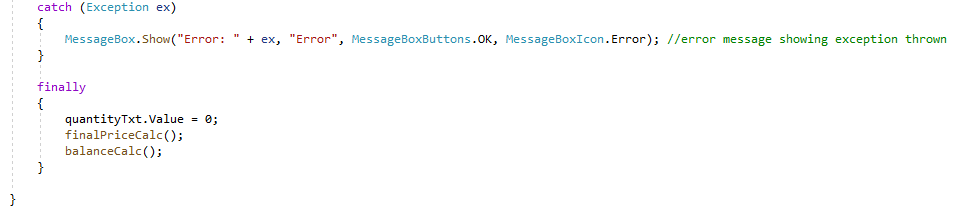 catch (Exception ex)
{
MessageBox.Show("Error: " + ex, "Error", MessageBoxButtons.OK, MessageBoxIcon.Error); //error message showing exception thrown
}
finally
{
quantityTxt.Value = 0;
finalPriceCalc();
balanceCalc();
}
}